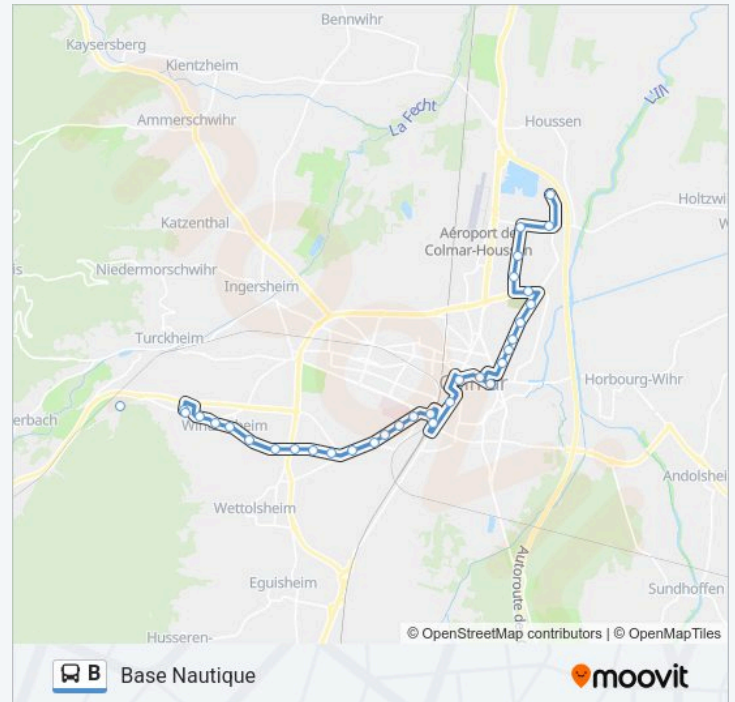 Bennwihr
Kaysersberg
Kientzheim
L'Ill
La Fecht
Ammerschwihr
Houssen
Holtzwi
Katzenthal
Aéroport de
Colmar-Houssen
Niedermorschwihr
Ingersheim
Turckheim
Horbourg-Wihr
erbach
Andolshei
Wettolsheim
Autoroute de
Eguisheim
Sundhoffen
Husseren-
© OpenStreetMap contributors | © OpenMapTiles
B Base Nautique
moovit